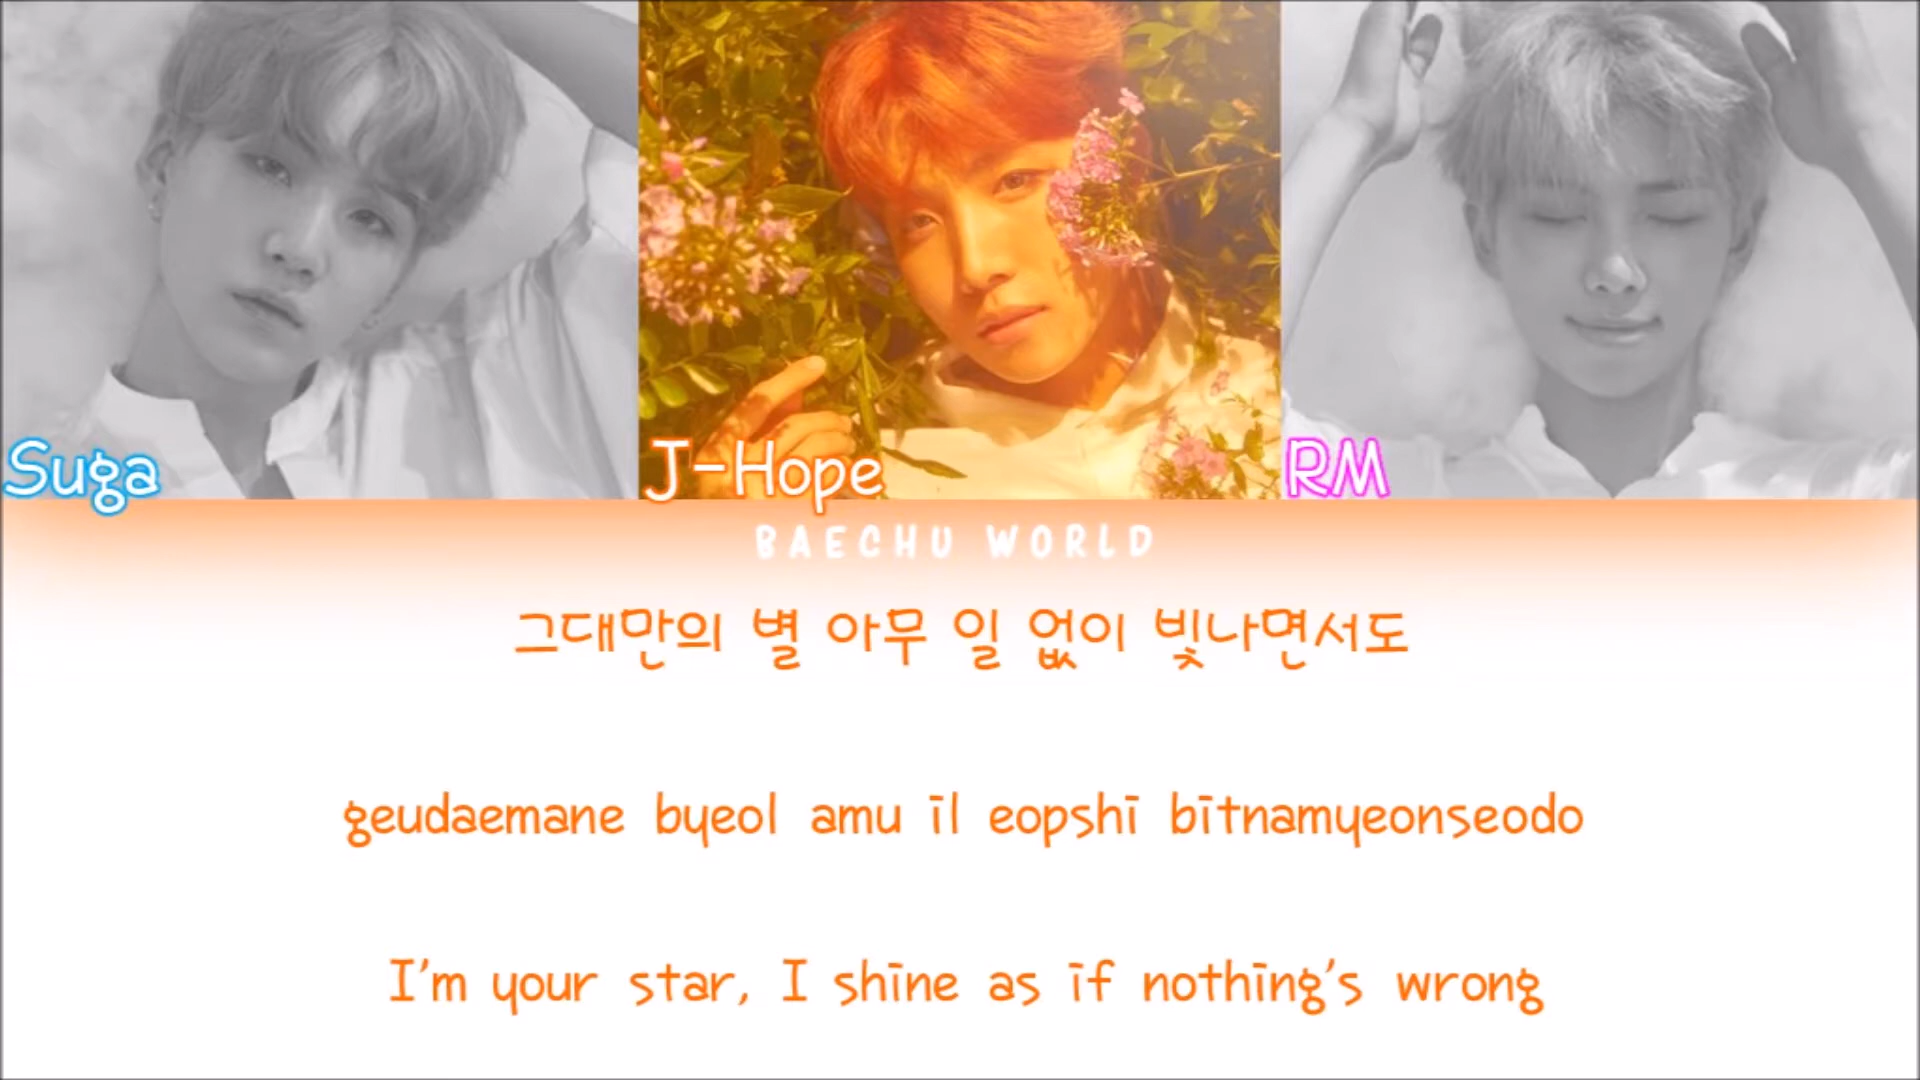 Suga
J-Hope
RM
BAECHU WORLD
그대만의 별 아무 일 없이 빛나면서도
geudaemane byeol amu il eopshi bitnamyeonseodo
I'm your star, I shine as if nothing's wrong